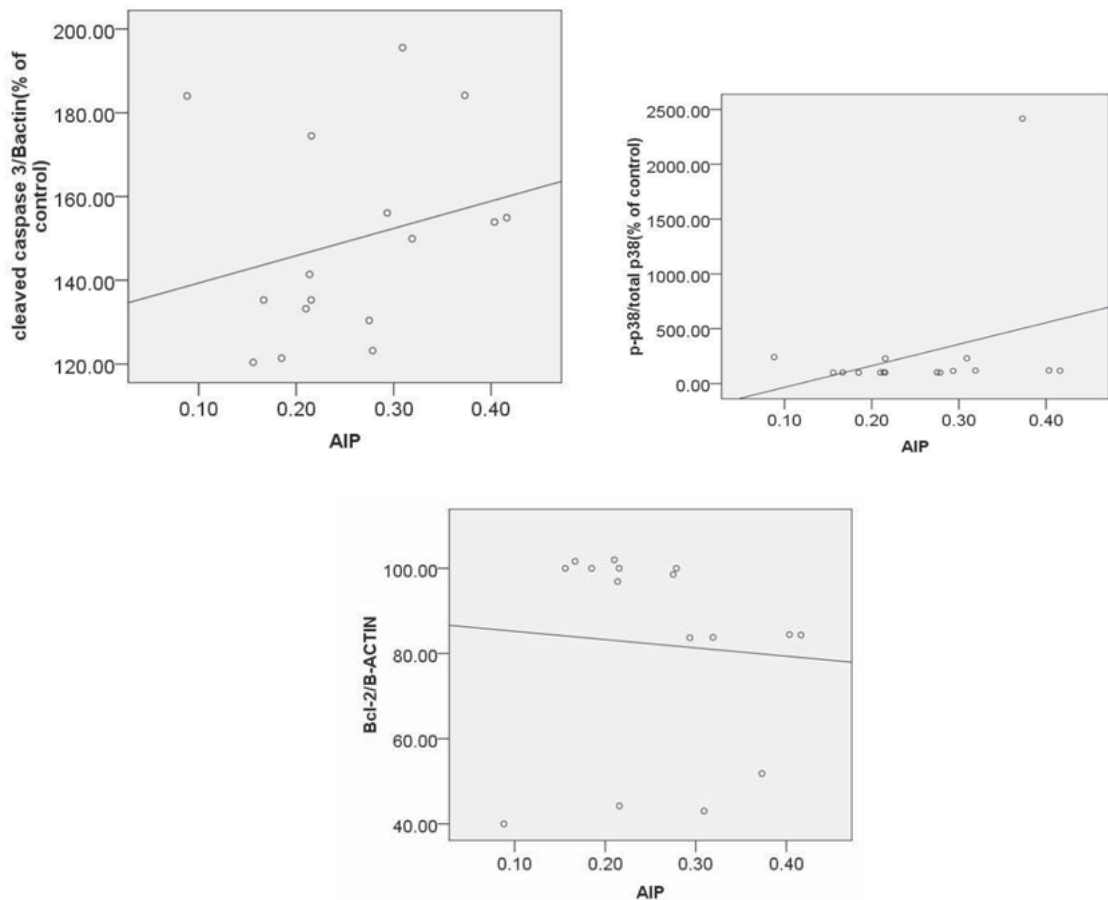 cleaved caspase 3/Bactin(% of
control)
200.00
180.00
160.00
140.00
120.00
0.10 0.20 0.30 0.40
AIP
p-p38/total p38(% of control)
2500.00
2000.00
1500.00
1000.00
500.00
0.00
0.10 0.20 0.30 0.40
AIP
Bcl-2/B-ACTIN
100.00
80.00
60.00
40.00
0.10 0.20 0.30 0.40
AIP